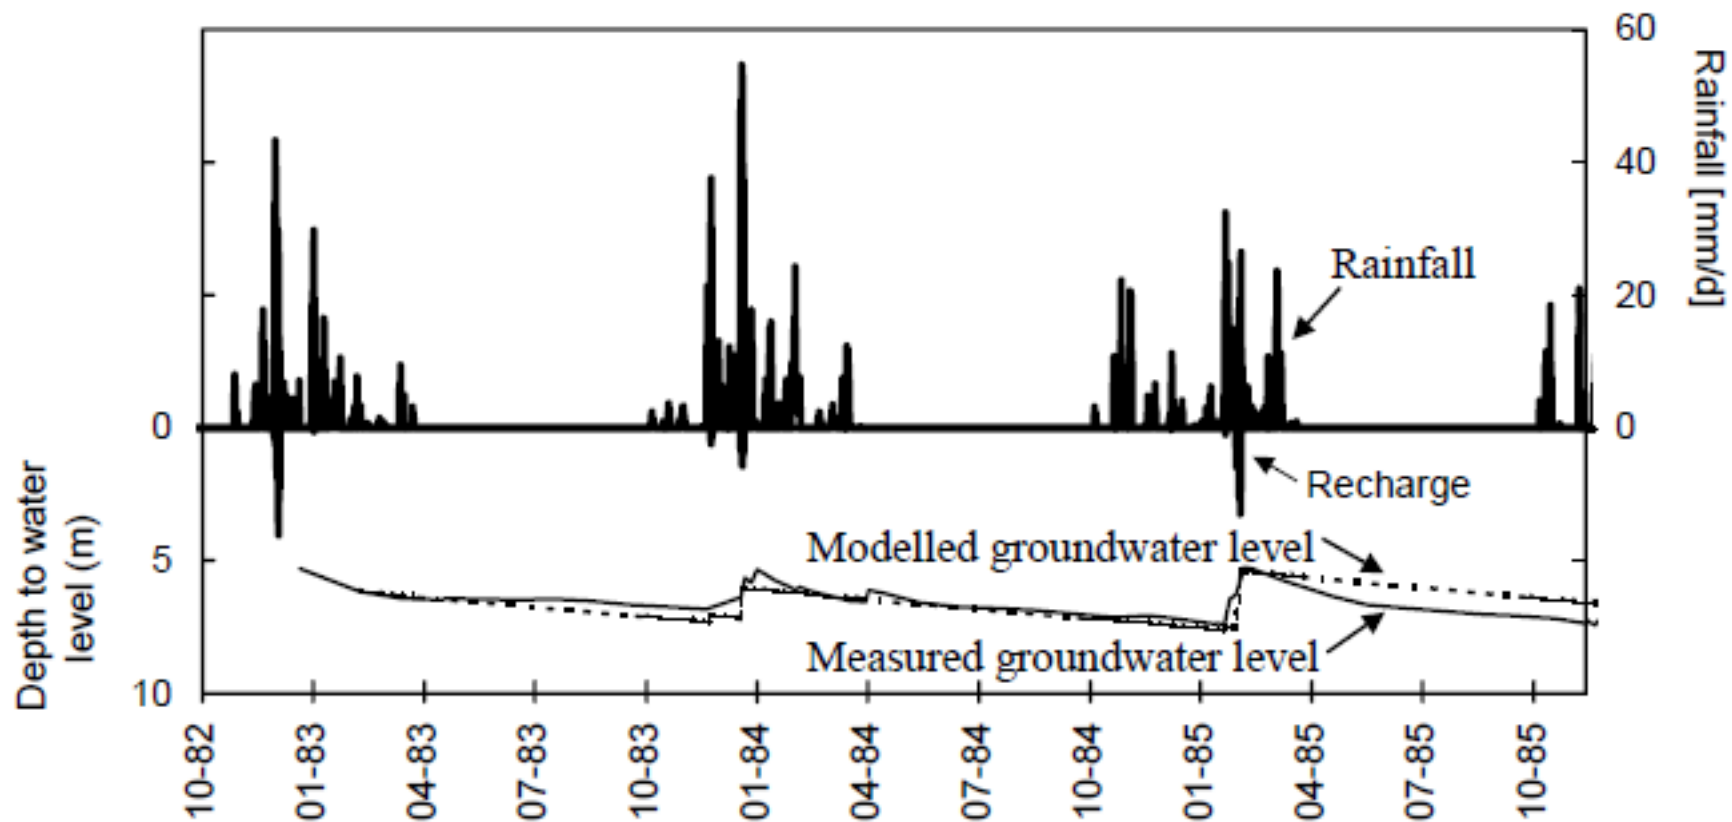 60
40
20
0
Rainfall [mm/d]
0
5
10
Depth to water
level (m)
Rainfall
Recharge
Modelled groundwater level
Measured groundwater level
10-82
01-83
04-83
07-83
10-83
01-84
04-84
07-84
10-84
01-85
04-85
07-85
10-85